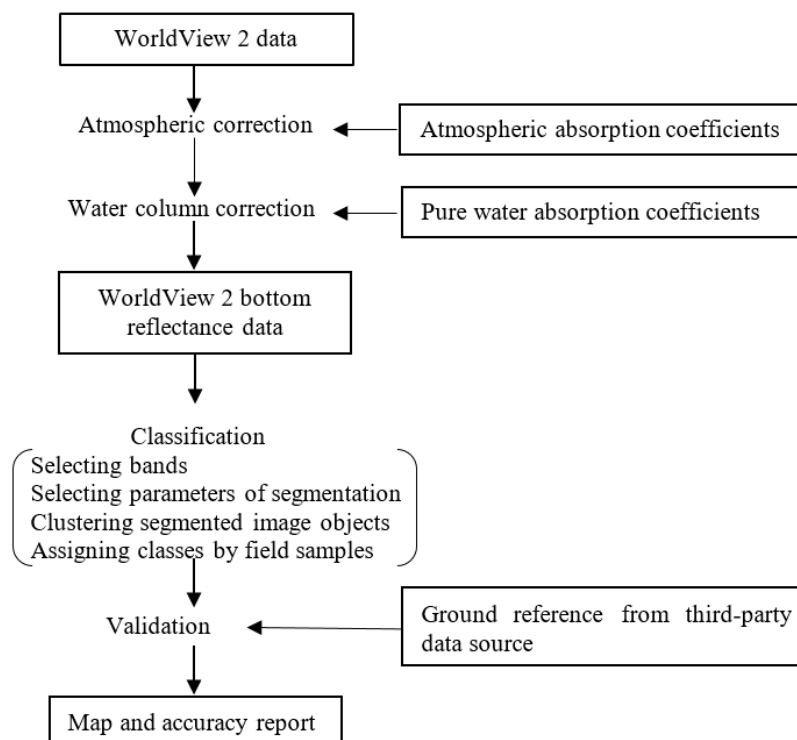 WorldView 2 data
Atmospheric correction
Atmospheric absorption coefficients
Water column correction
Pure water absorption coefficients
WorldView 2 bottom
reflectance data
Classification
Selecting bands
Selecting parameters of segmentation
Clustering segmented image objects
Assigning classes by field samples
Validation
Ground reference from third-party
data source
Map and accuracy report